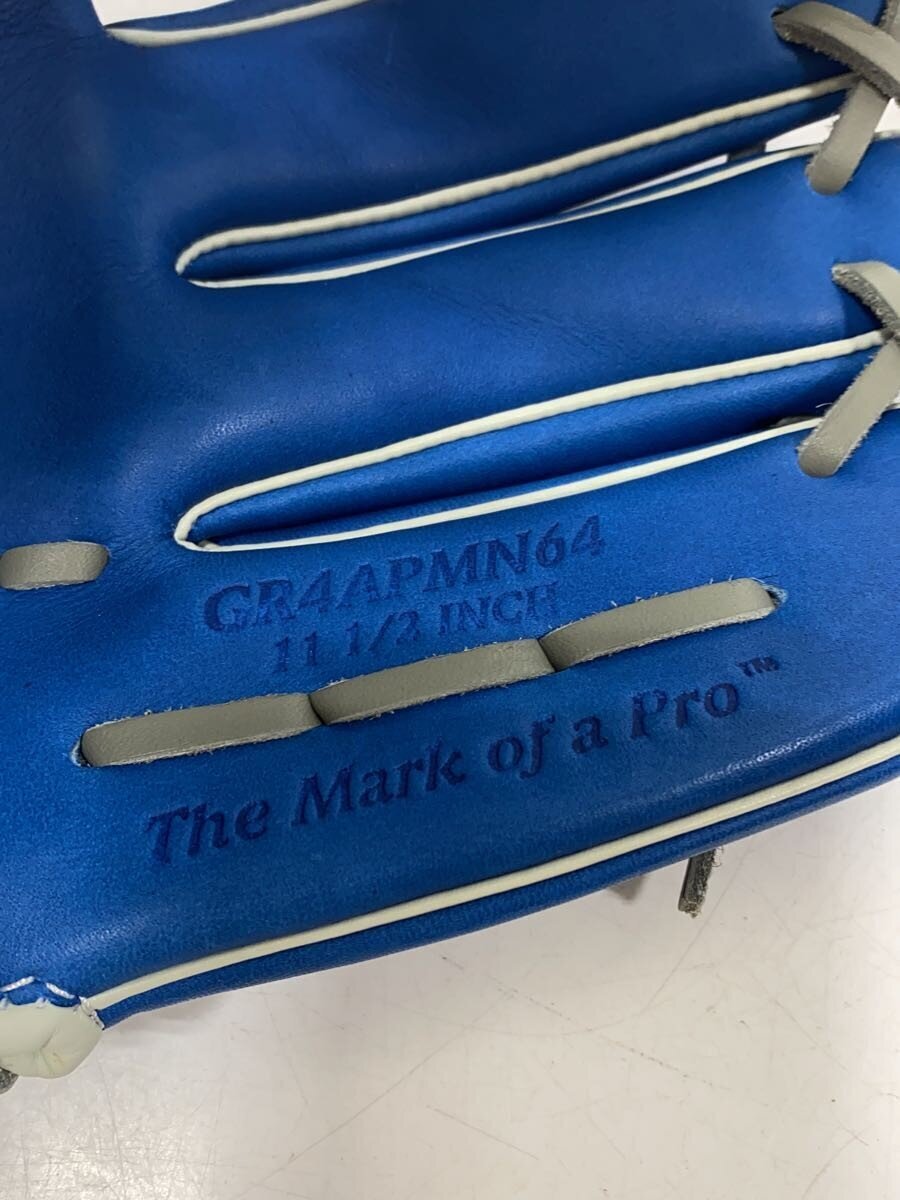 GR4APMN64
11 1/2 INCH
The Mark of a Pro™